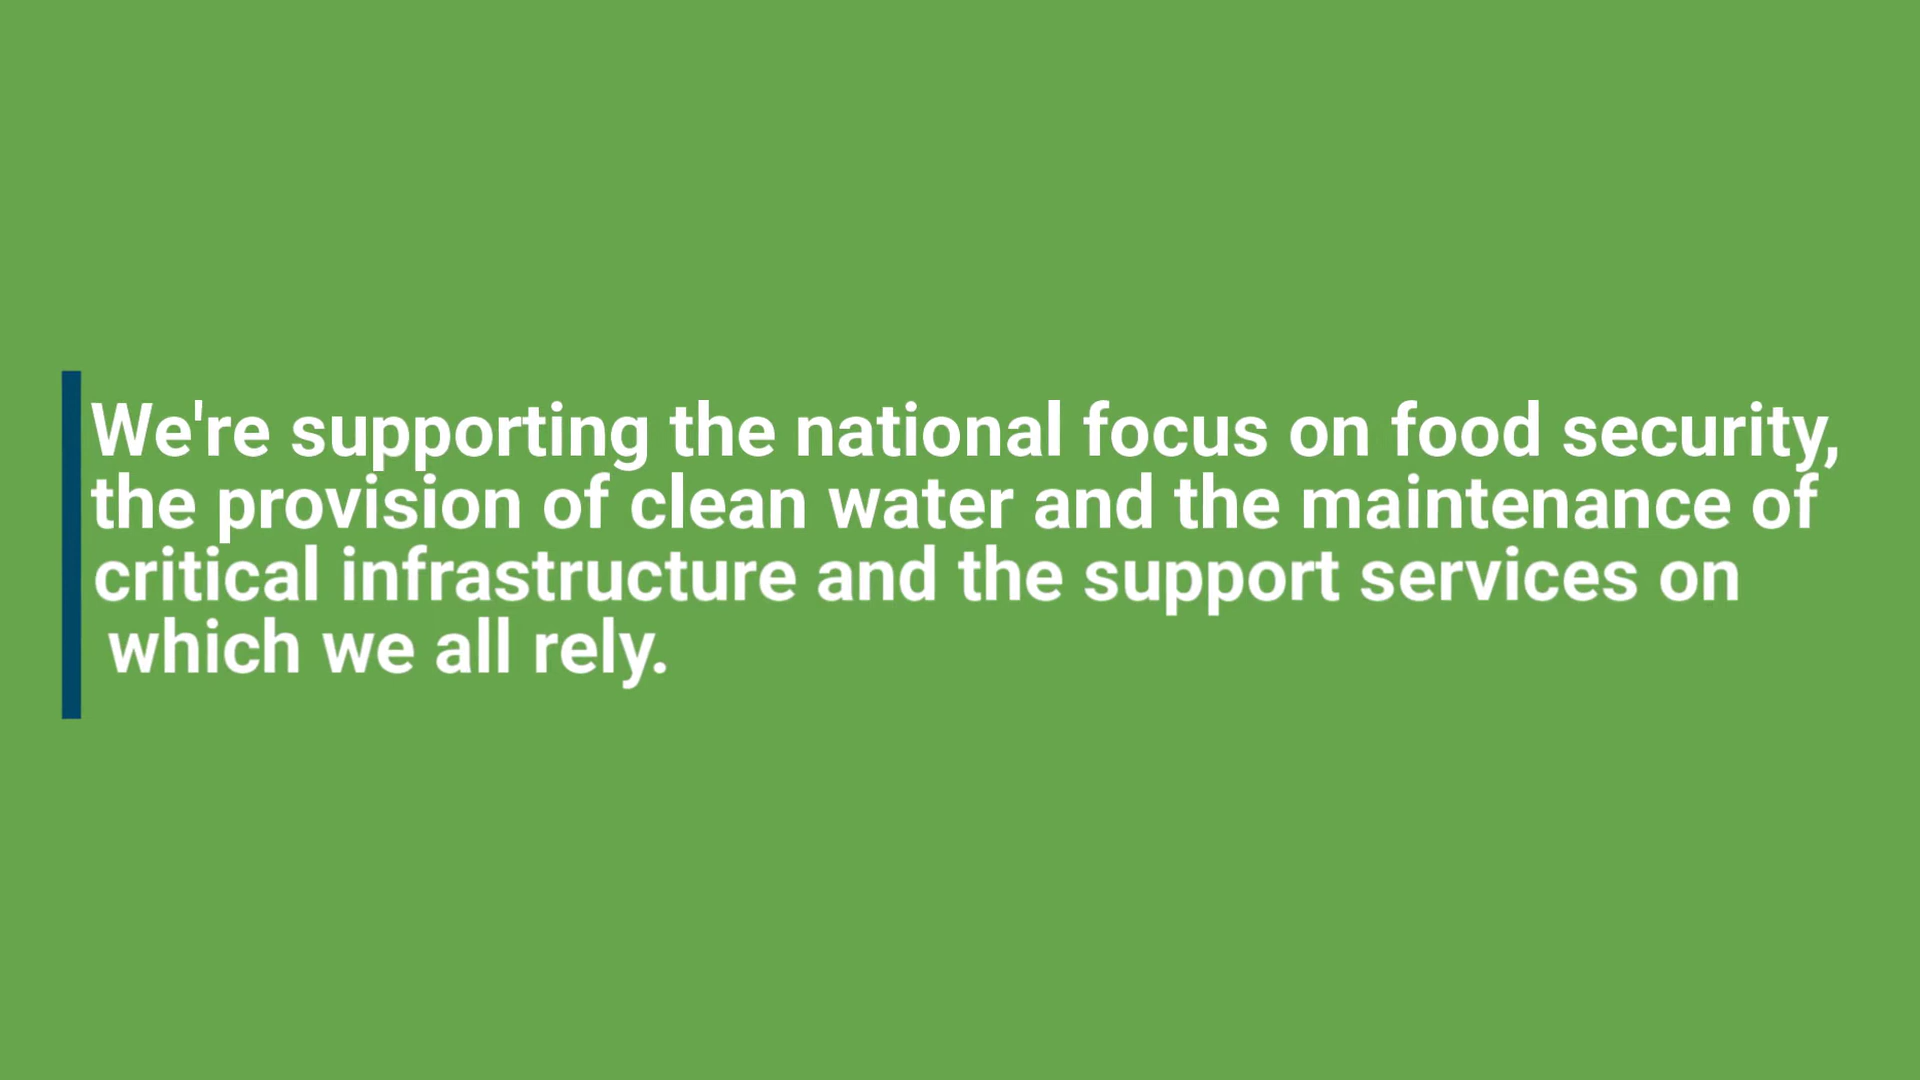 We're supporting the national focus on food security,
the provision of clean water and the maintenance of
critical infrastructure and the support services on
which we all rely.